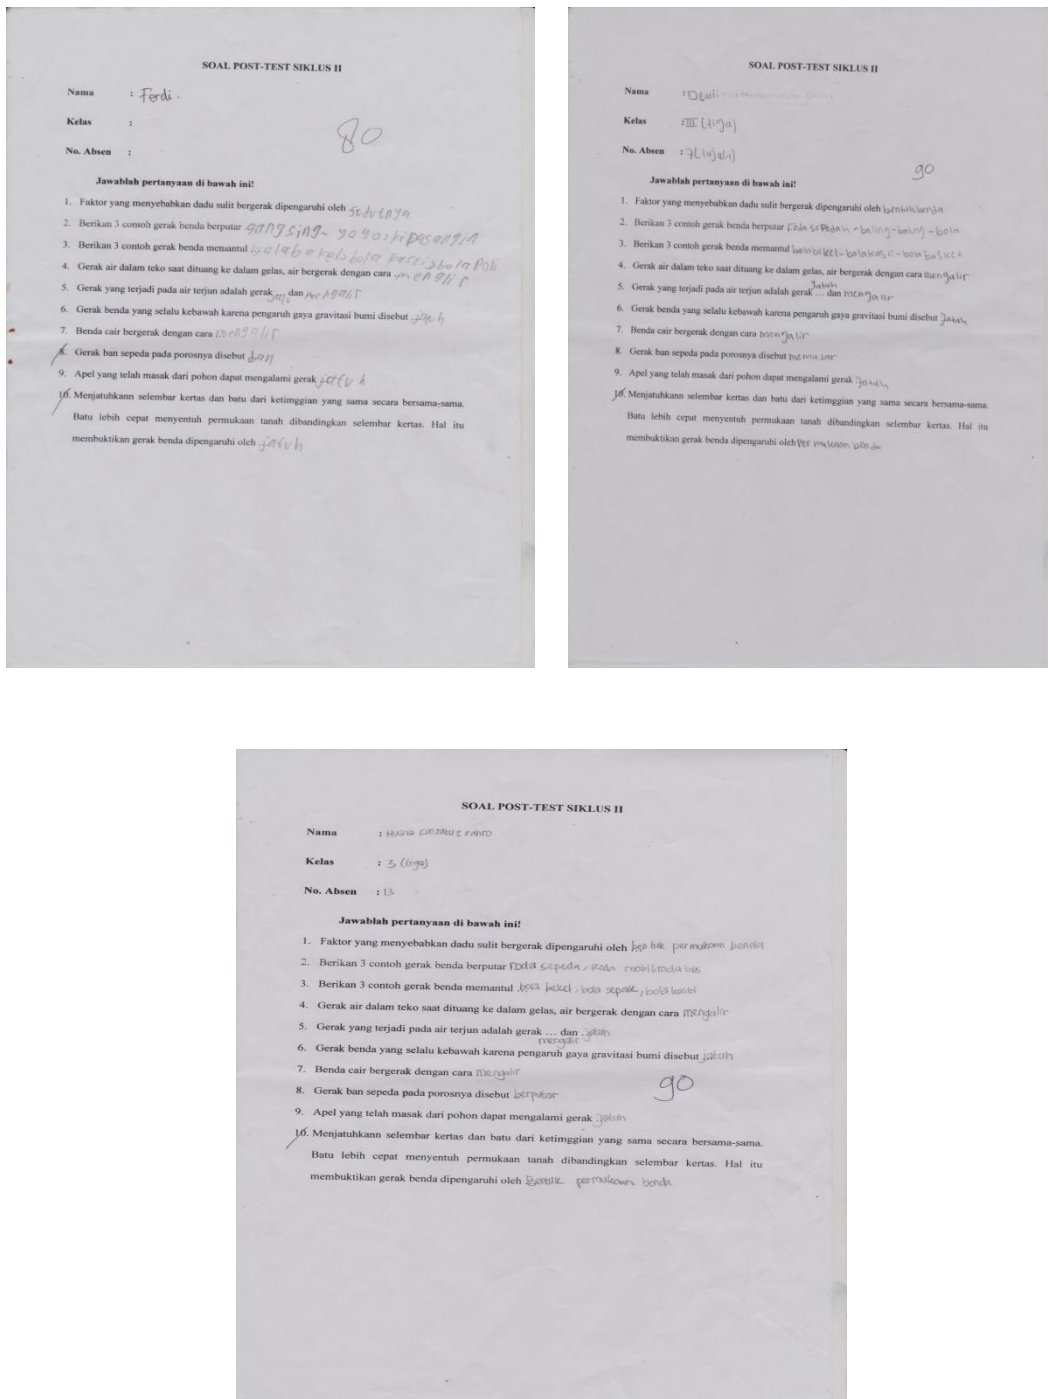 SOAL POST-TEST SIKLUS II
Nama : Ferdi.
Kelas :
80
No. Absen :
Jawablah pertanyaan di bawah ini!
1. Faktor yang menyebabkan dadu sulit bergerak dipengaruhi oleh
2. Berikan 3 contoh gerak benda berputar gangsing- yoyo>kipasangin
3. Berikan 3 contoh gerak benda memantul
4. Gerak air dalam teko saat dituang ke dalam gelas, air bergerak dengan cara menglir
5. Gerak yang terjadi pada air terjun adalah gerak dan
6. Gerak benda yang selalu kebawah karena pengaruh gaya gravitasi bumi disebut
7. Benda cair bergerak dengan cara
8. Gerak ban sepeda pada porosnya disebut ban
9. Apel yang telah masak dari pohon dapat mengalami gerak jatuh
10. Menjatuhkann selembar kertas dan batu dari ketimggian yang sama secara bersama-sama.
Batu lebih cepat menyentuh permukaan tanah dibandingkan selembar kertas. Hal itu
membuktikan gerak benda dipengaruhi oleh jatuh
SOAL POST-TEST SIKLUS II
Nama :
Kelas : III (tiga)
No. Absen : 7(tujuh)
90
Jawablah pertanyaan di bawah ini!
1. Faktor yang menyebabkan dadu sulit bergerak dipengaruhi oleh
2. Berikan 3 contoh gerak benda berputar roda sepedah-baling-baling-bola
3. Berikan 3 contoh gerak benda memantul
4. Gerak air dalam teko saat dituang ke dalam gelas, air bergerak dengan cara mengalir
jatuh
5. Gerak yang terjadi pada air terjun adalah gerak ... dan mengalir
6. Gerak benda yang selalu kebawah karena pengaruh gaya gravitasi bumi disebut Jatuh
7. Benda cair bergerak dengan cara mengalir
8. Gerak ban sepeda pada porosnya disebut memutar
9. Apel yang telah masak dari pohon dapat mengalami gerak Jatuh
10. Menjatuhkann selembar kertas dan batu dari ketimggian yang sama secara bersama-sama.
Batu lebih cepat menyentuh permukaan tanah dibandingkan selembar kertas. Hal itu
membuktikan gerak benda dipengaruhi oleh permukaan benda
SOAL POST-TEST SIKLUS II
Nama :
Kelas : 3 (tiga)
No. Absen : 13
Jawablah pertanyaan di bawah ini!
1. Faktor yang menyebabkan dadu sulit bergerak dipengaruhi oleh bentuk permukaan benda
2. Berikan 3 contoh gerak benda berputar roda sepeda, roda mobil, roda bis
3. Berikan 3 contoh gerak benda memantul bola bekel, bola sepak, bola kasti
4. Gerak air dalam teko saat dituang ke dalam gelas, air bergerak dengan cara mengalir
5. Gerak yang terjadi pada air terjun adalah gerak ... dan jatuh
mengalir
6. Gerak benda yang selalu kebawah karena pengaruh gaya gravitasi bumi disebut jatuh
7. Benda cair bergerak dengan cara mengalir
90
8. Gerak ban sepeda pada porosnya disebut berputar
9. Apel yang telah masak dari pohon dapat mengalami gerak jatuh
10. Menjatuhkann selembar kertas dan batu dari ketimggian yang sama secara bersama-sama.
Batu lebih cepat menyentuh permukaan tanah dibandingkan selembar kertas. Hal itu
membuktikan gerak benda dipengaruhi oleh permukaan benda